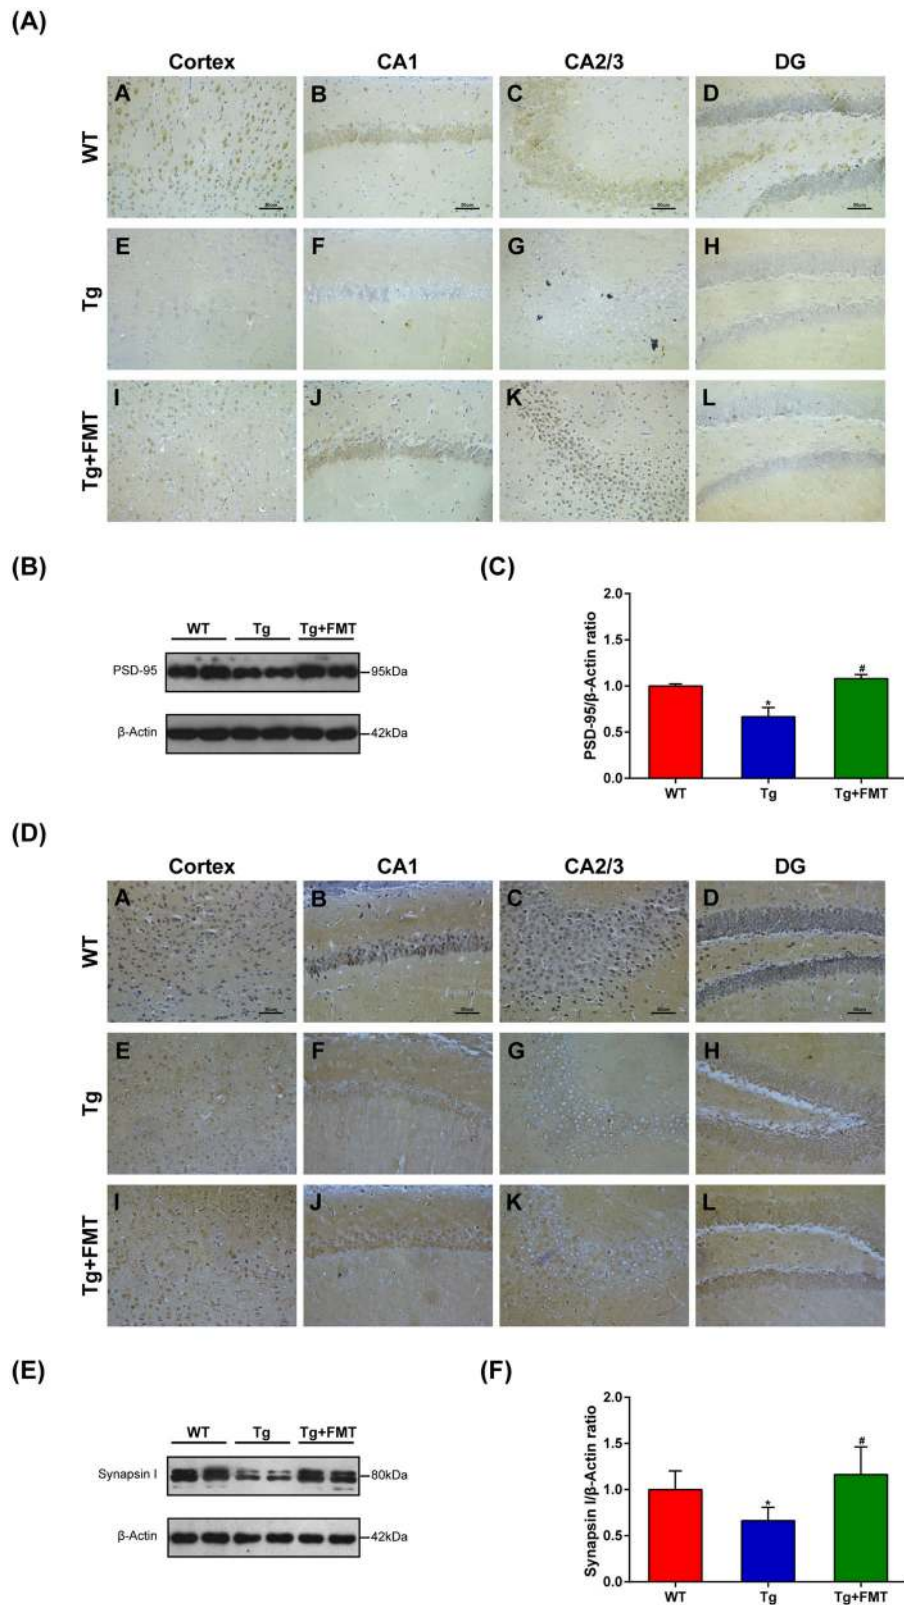 (A)
Cortex CA1 CA2/3 DG
WT
A B C D
Tg
E F G H
Tg+FMT
I J K L
(B)
WT Tg Tg+FMT
PSD-95 95kDa
β-Actin 42kDa
(C)
PSD-95/β-Actin ratio
2.0
1.5
1.0
0.5
0.0
* #
WT Tg Tg+FMT
(D)
Cortex CA1 CA2/3 DG
WT
A B C D
Tg
E F G H
Tg+FMT
I J K L
(E)
WT Tg Tg+FMT
Synapsin I 80kDa
β-Actin 42kDa
(F)
Synapsin I/β-Actin ratio
2.0
1.5
1.0
0.5
0.0
* #
WT Tg Tg+FMT